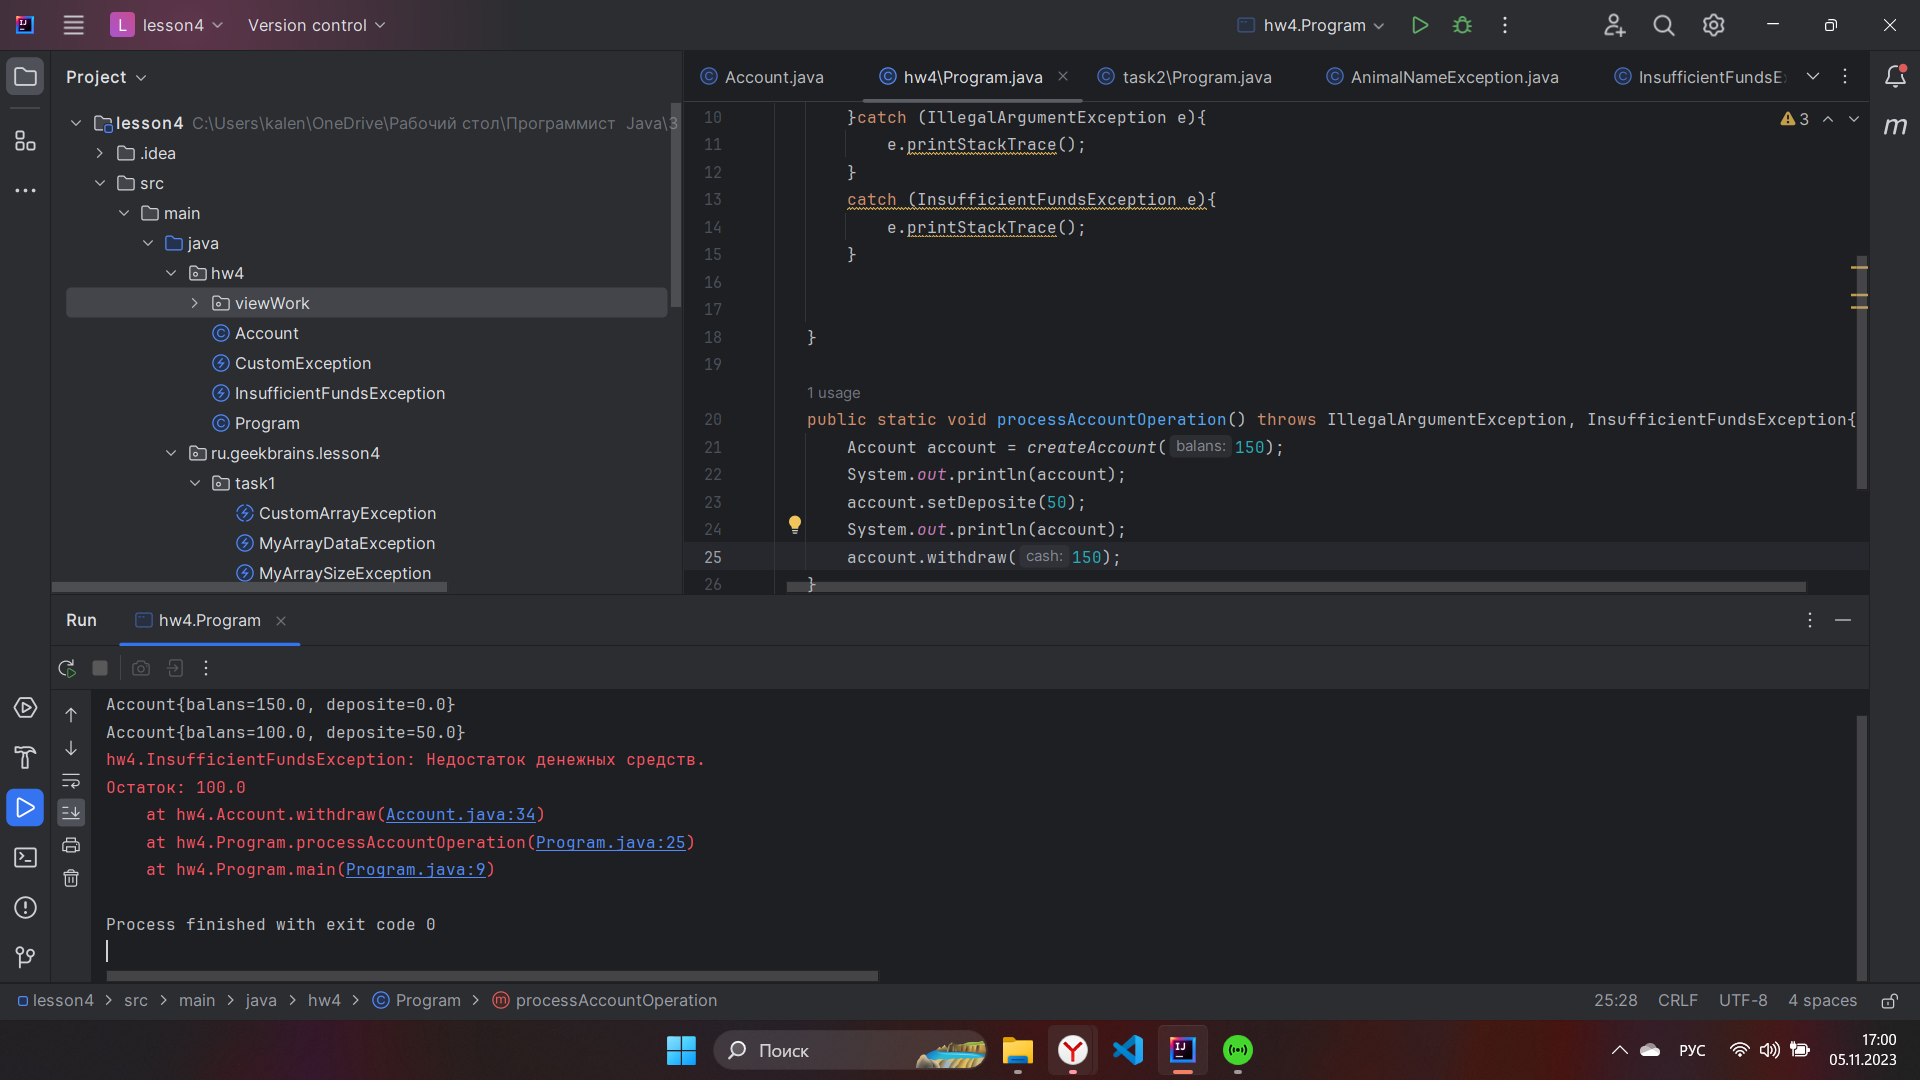 L lesson4 Version control hw4.Program
Project
Account.java hw4\Program.java task2\Program.java AnimalNameException.java InsufficientFundsE
lesson4 C:\Users\kalen\OneDrive\Рабочий стол\Программист Java\3
.idea
src
main
java
hw4
viewWork
Account
CustomException
InsufficientFundsException
Program
ru.geekbrains.lesson4
task1
CustomArrayException
MyArrayDataException
MyArraySizeException
3
m
10 }catch (IllegalArgumentException e){
11 e.printStackTrace();
12 }
13 catch (InsufficientFundsException e){
14 e.printStackTrace();
15 }
16
17
18 }
19
1 usage
20 public static void processAccountOperation() throws IllegalArgumentException, InsufficientFundsException{
21 Account account = createAccount( balans: 150);
22 System.out.println(account);
23 account.setDeposite(50);
24 System.out.println(account);
25 account.withdraw( cash: 150);
26 }
Run hw4.Program
Account{balans=150.0, deposite=0.0}
Account{balans=100.0, deposite=50.0}
hw4.InsufficientFundsException: Недостаток денежных средств.
Остаток: 100.0
at hw4.Account.withdraw(Account.java:34)
at hw4.Program.processAccountOperation(Program.java:25)
at hw4.Program.main(Program.java:9)
Process finished with exit code 0
lesson4 > src > main > java > hw4 > Program > processAccountOperation 25:28 CRLF UTF-8 4 spaces
Поиск
РУС
17:00
05.11.2023